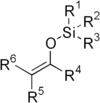 R¹
Si R²
O R³
R⁶
R⁴
R⁵